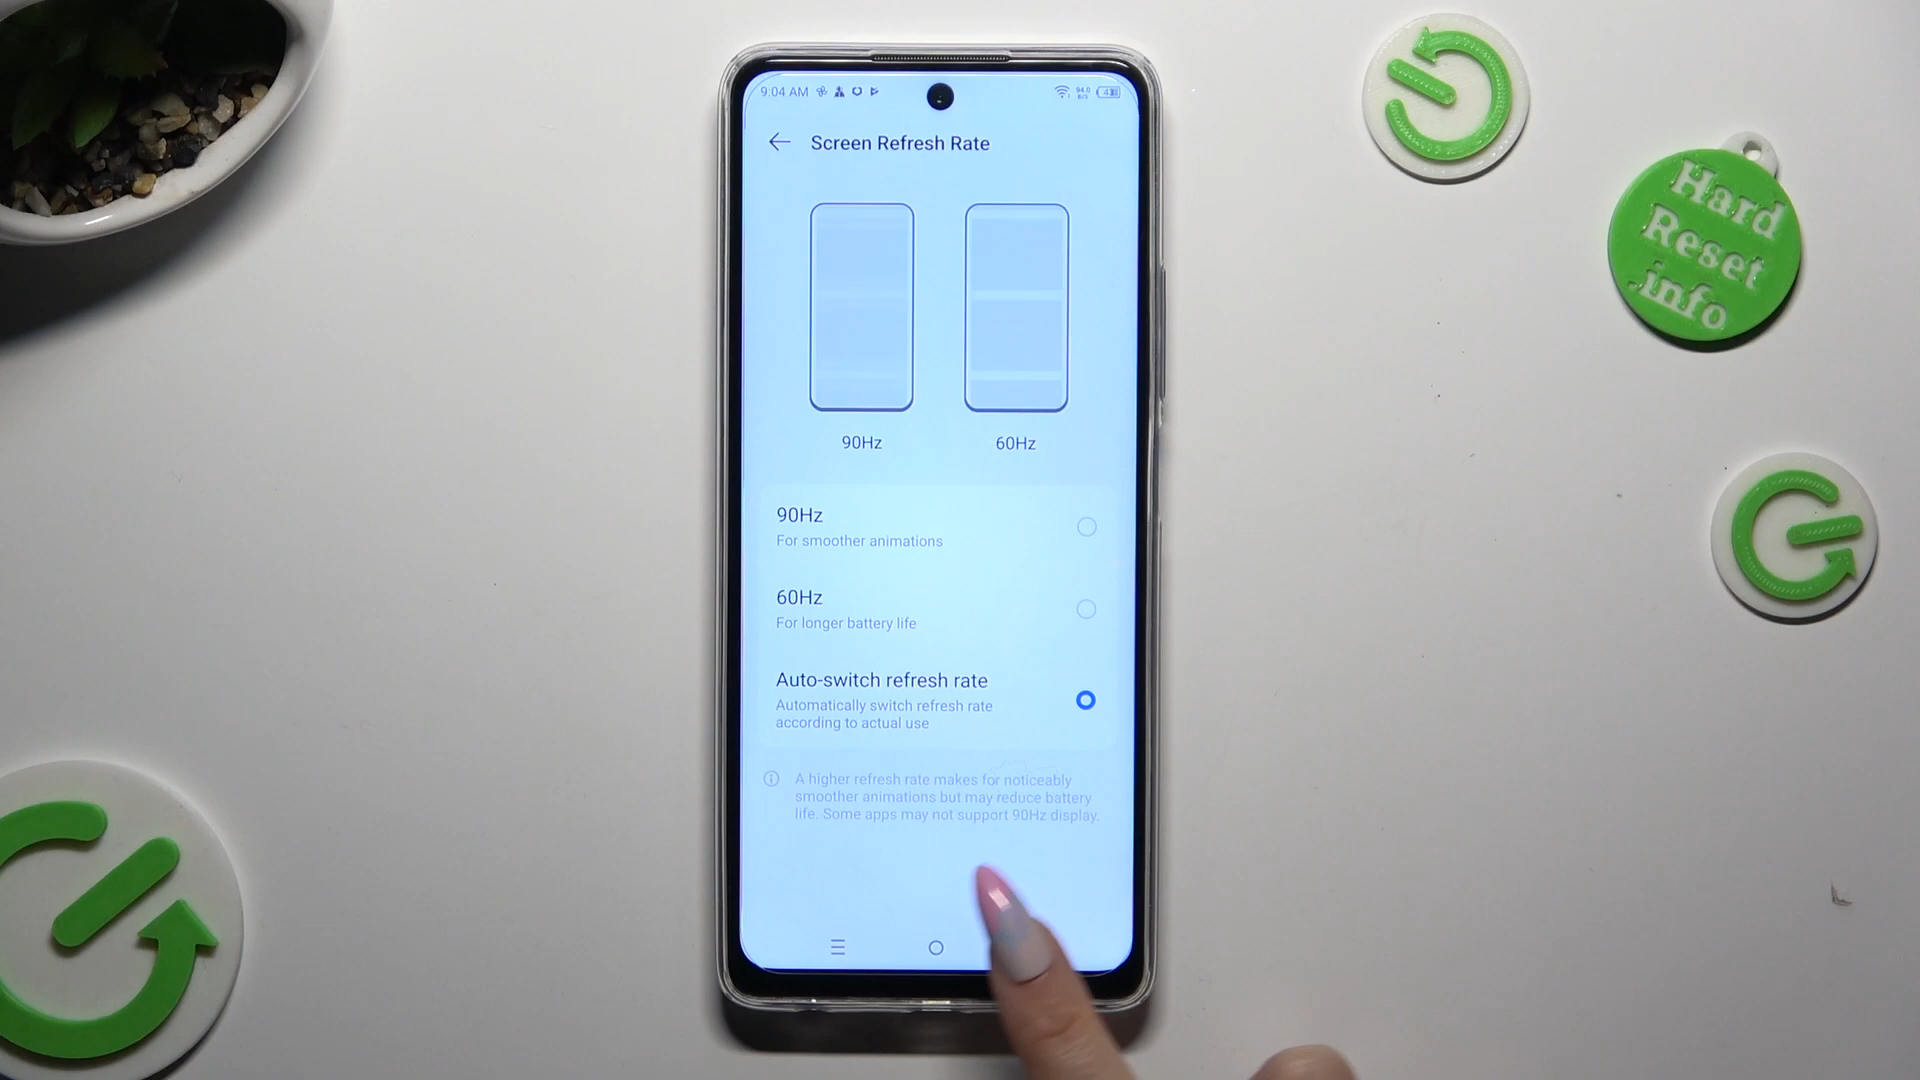 9:04 AM
Screen Refresh Rate
90Hz
60Hz
90Hz
For smoother animations
60Hz
For longer battery life
Auto-switch refresh rate
Automatically switch refresh rate
according to actual use
A higher refresh rate makes for noticeably
smoother animations but may reduce battery
life. Some apps may not support 90Hz display.
Hard
Reset
.info